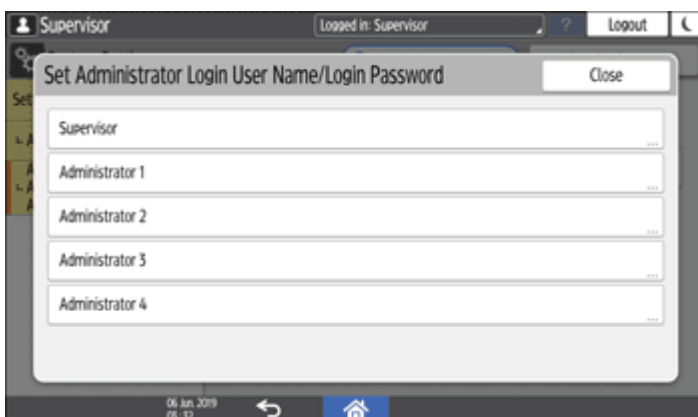 Supervisor
Logged in: Supervisor
?
Logout
Set Administrator Login User Name/Login Password
Close
Set
Supervisor
...
Administrator 1
...
Administrator 2
...
Administrator 3
...
Administrator 4
...
06 Jun. 2019